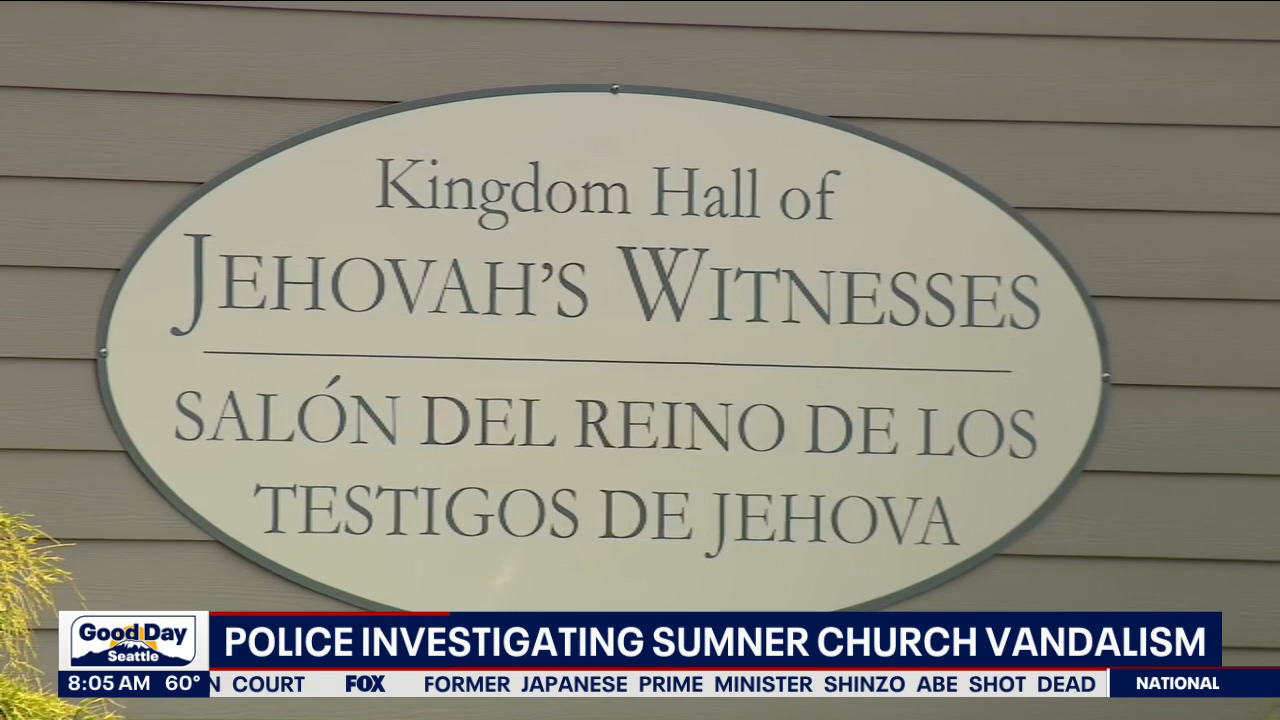 Kingdom Hall of
JEHOVAH'S WITNESSES
SALÓN DEL REINO DE LOS
TESTIGOS DE JEHOVA
Good Day
Seattle
POLICE INVESTIGATING SUMNER CHURCH VANDALISM
8:05 AM 60° N COURT FOX FORMER JAPANESE PRIME MINISTER SHINZO ABE SHOT DEAD NATIONAL